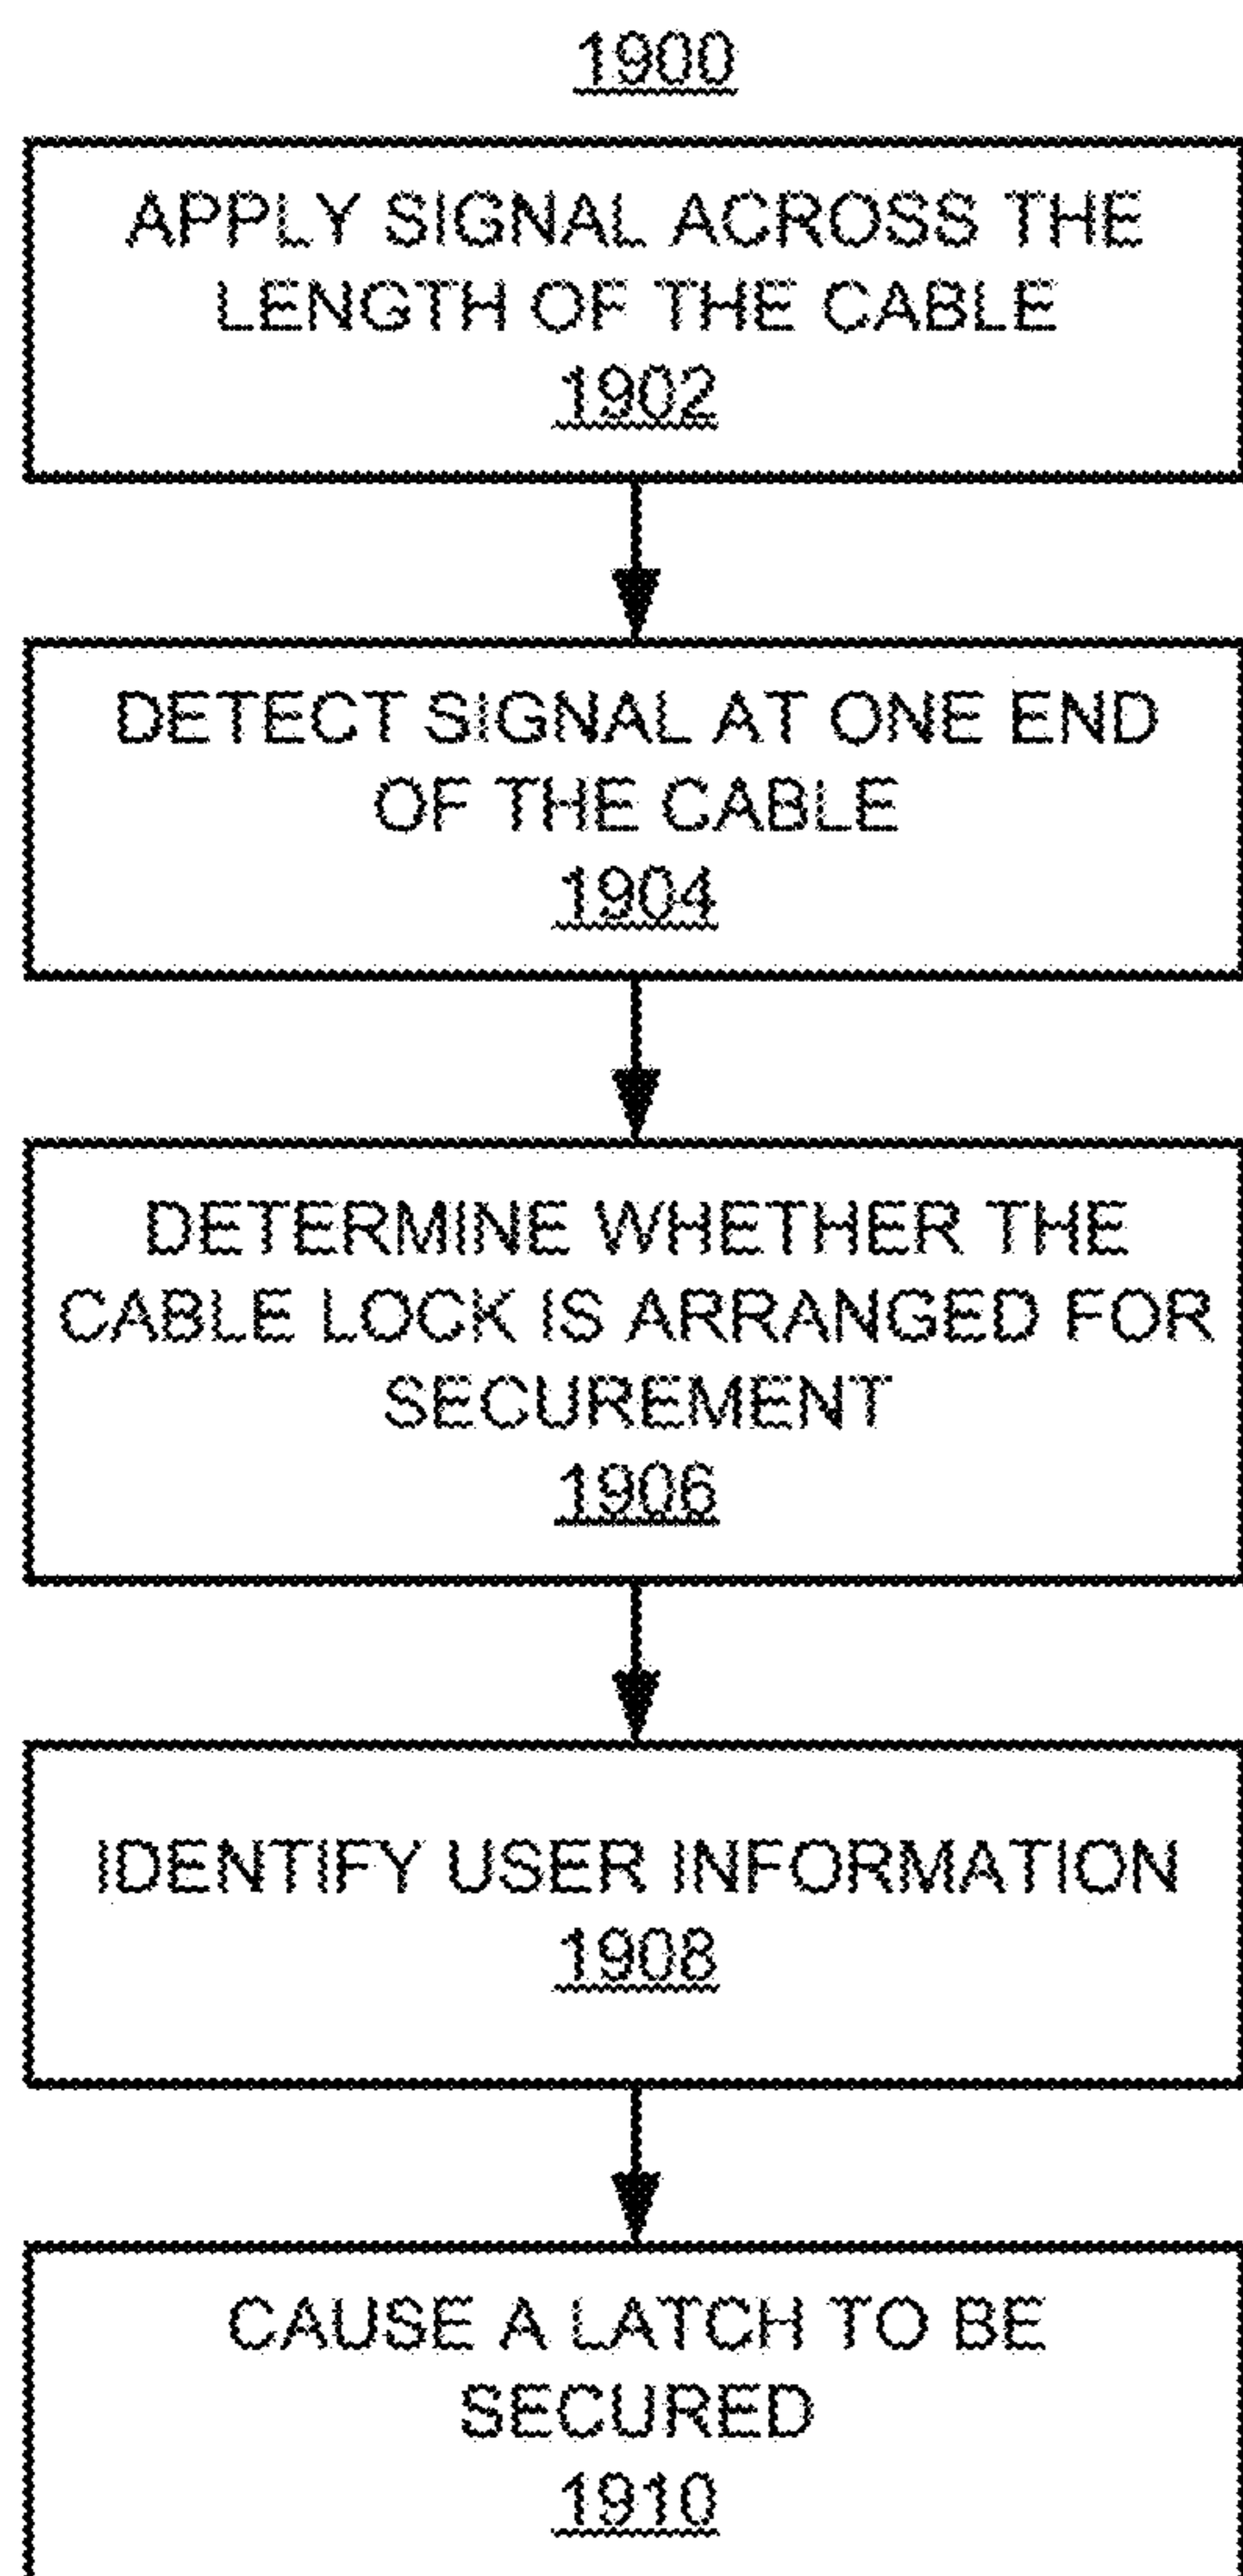 1900
APPLY SIGNAL ACROSS THE
LENGTH OF THE CABLE
1902
DETECT SIGNAL AT ONE END
OF THE CABLE
1904
DETERMINE WHETHER THE
CABLE LOCK IS ARRANGED FOR
SECUREMENT
1906
IDENTIFY USER INFORMATION
1908
CAUSE A LATCH TO BE
SECURED
1910